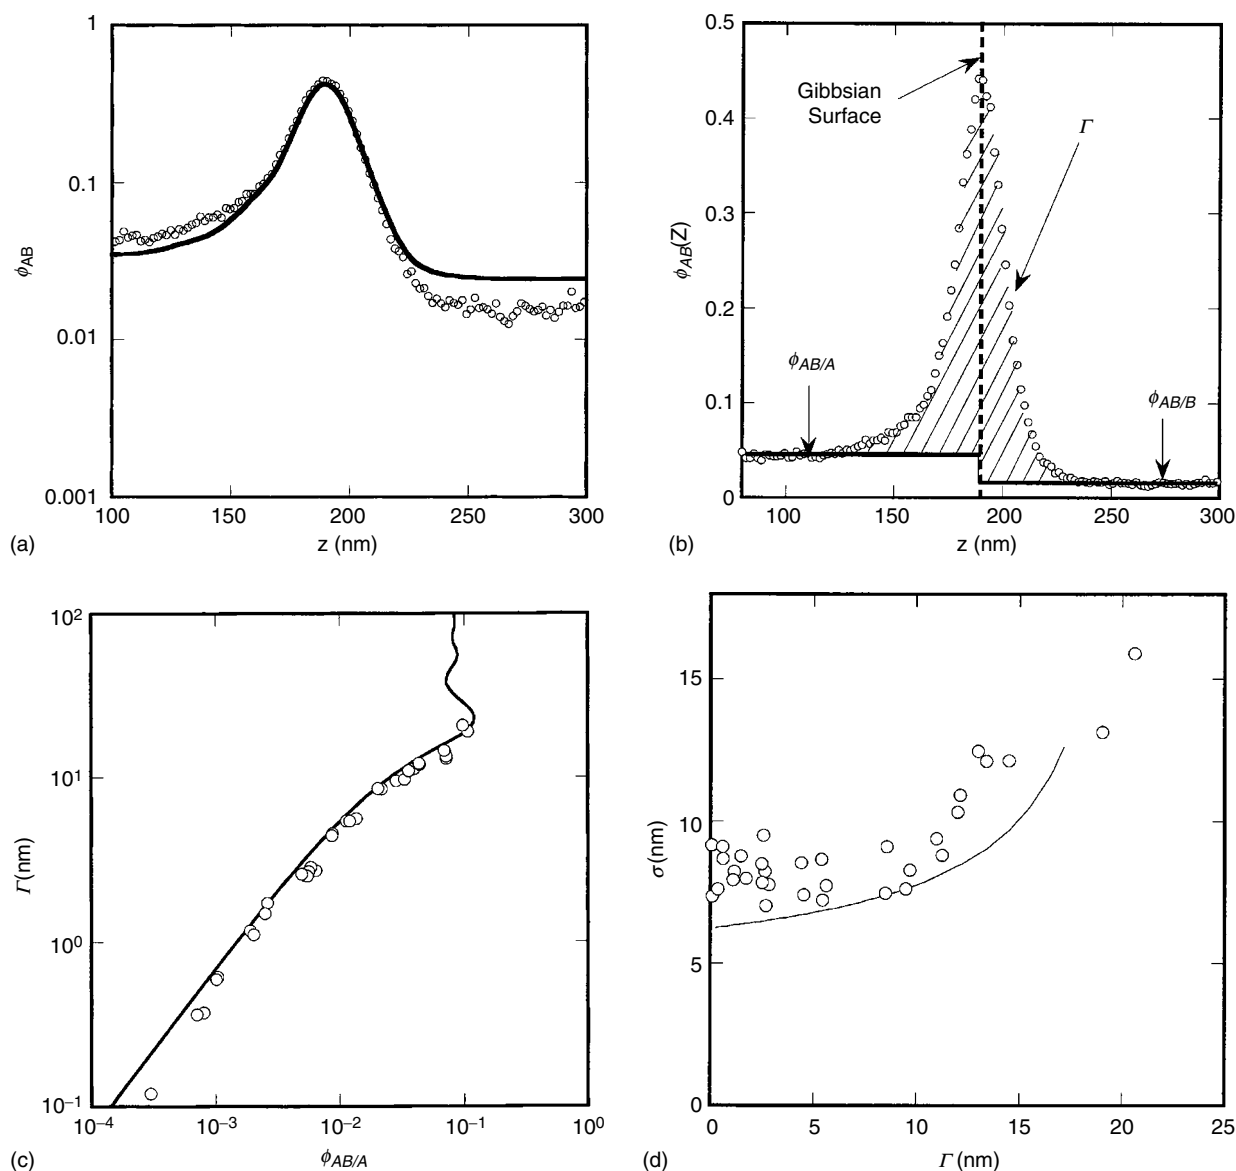 1
0.1
0.01
0.001
ϕAB
100 150 200 250 300
z (nm)
(a)
0.5
0.4
0.3
0.2
0.1
0
ϕAB(Z)
Gibbsian
Surface
Γ
ϕAB/A
ϕAB/B
100 150 200 250 300
z (nm)
(b)
10²
10¹
10⁰
10⁻¹
Γ(nm)
10⁻⁴ 10⁻³ 10⁻² 10⁻¹ 10⁰
ϕAB/A
(c)
15
10
5
0
σ(nm)
0 5 10 15 20 25
Γ (nm)
(d)